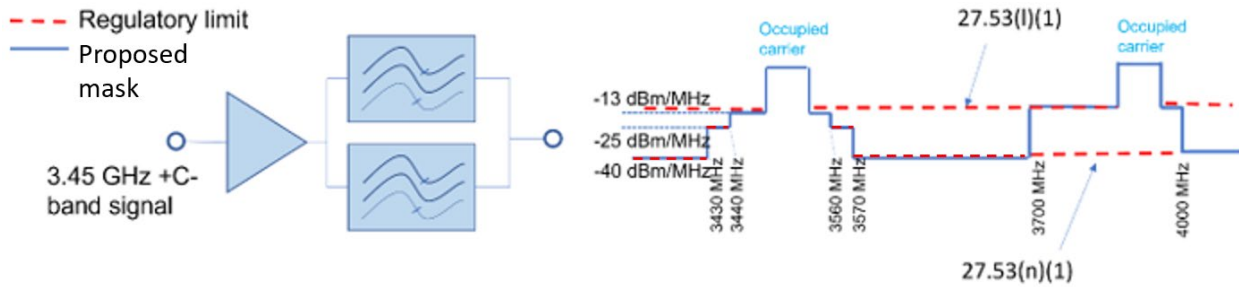 Regulatory limit
Proposed
mask
3.45 GHz +C-
band signal
Occupied
carrier
27.53(l)(1)
Occupied
carrier
-13 dBm/MHz
-25 dBm/MHz
-40 dBm/MHz
3430 MHz
3440 MHz
3560 MHz
3570 MHz
3700 MHz
4000 MHz
27.53(n)(1)